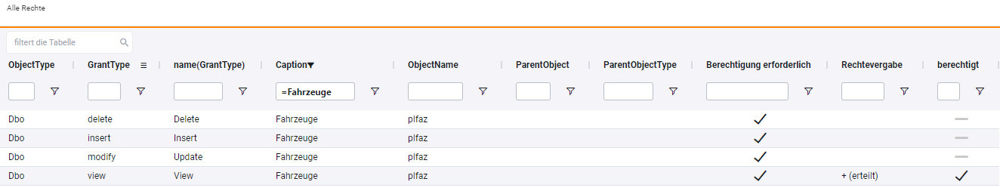 Alle Rechte
filtert die Tabelle
ObjectType GrantType name(GrantType) Caption ObjectName ParentObject ParentObjectType Berechtigung erforderlich Rechtevergabe berechtigt
=Fahrzeuge
Dbo delete Delete Fahrzeuge plfaz
Dbo insert Insert Fahrzeuge plfaz
Dbo modify Update Fahrzeuge plfaz
Dbo view View Fahrzeuge plfaz + (erteilt)